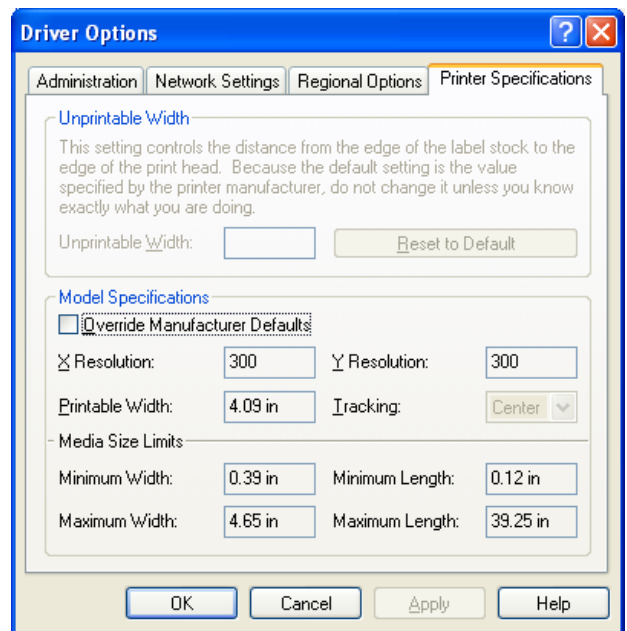 Driver Options
Administration Network Settings Regional Options Printer Specifications
Unprintable Width
This setting controls the distance from the edge of the label stock to the
edge of the print head. Because the default setting is the value
specified by the printer manufacturer, do not change it unless you know
exactly what you are doing.
Unprintable Width: Reset to Default
Model Specifications
Override Manufacturer Defaults
X Resolution: 300 Y Resolution: 300
Printable Width: 4.09 in Tracking: Center
Media Size Limits
Minimum Width: 0.39 in Minimum Length: 0.12 in
Maximum Width: 4.65 in Maximum Length: 39.25 in
OK Cancel Apply Help